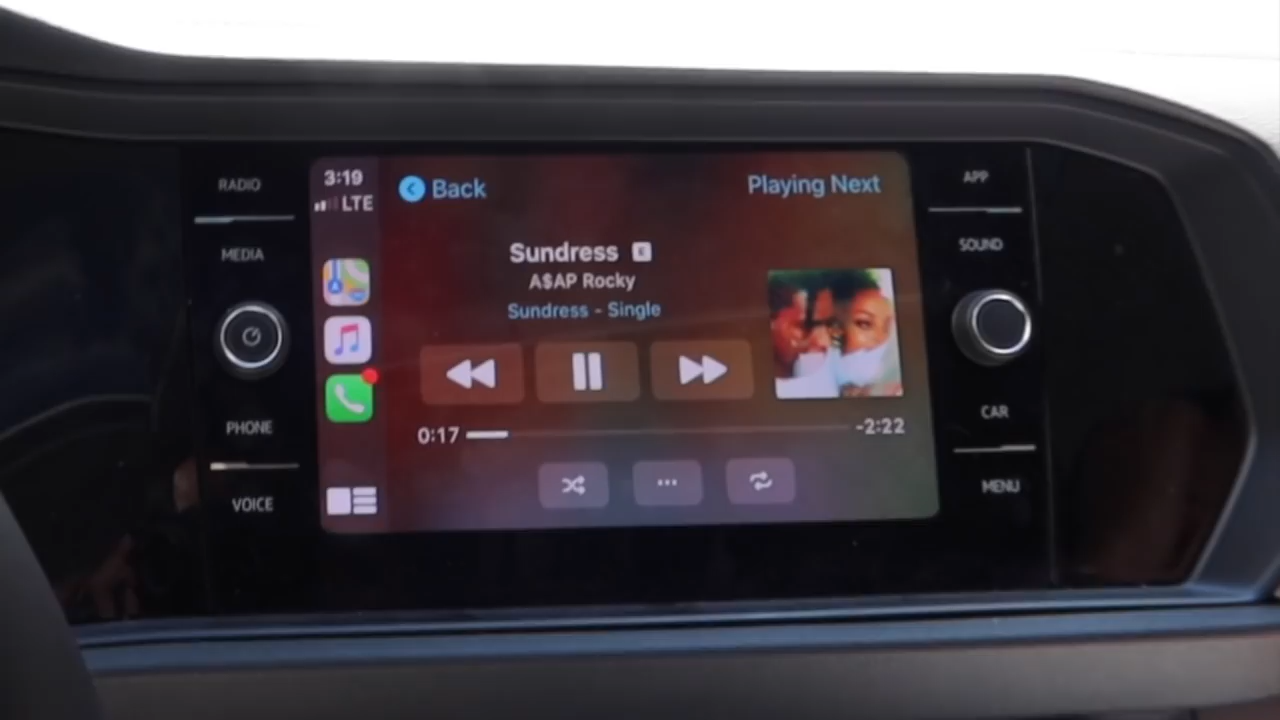 RADIO
MEDIA
PHONE
VOICE
3:19
LTE
Back
Playing Next
Sundress E
A$AP Rocky
Sundress - Single
0:17
-2:22
APP
SOUND
CAR
MENU